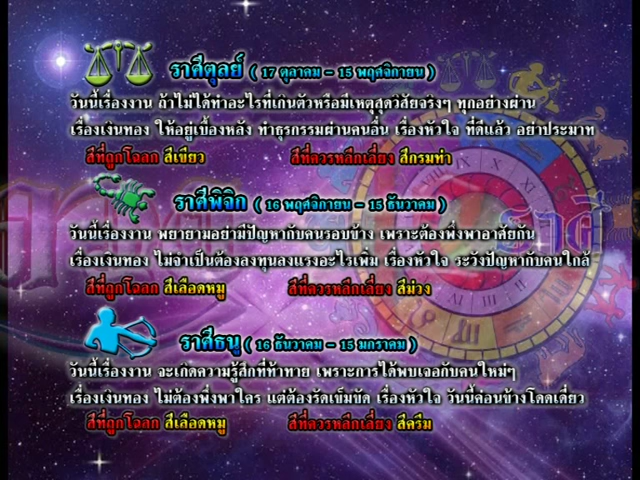 ราศีตุลย์ ( 17 ตุลาคม - 15 พฤศจิกายน )
วันนี้เรื่องงาน ถ้าไม่ได้ทำอะไรที่เกินตัวหรือมีเหตุสุดวิสัยจริงๆ ทุกอย่างผ่าน
เรื่องเงินทอง ให้อยู่เบื้องหลัง ทำธุรกรรมผ่านคนอื่น เรื่องหัวใจ ที่ดีแล้ว อย่าประมาท
สีที่ถูกโฉลก สีเขียว สีที่ควรหลีกเลี่ยง สีกรมท่า
ราศีพิจิก ( 16 พฤศจิกายน - 15 ธันวาคม )
วันนี้เรื่องงาน พยายามอย่ามีปัญหากับคนรอบข้าง เพราะต้องพึ่งพาอาศัยกัน
เรื่องเงินทอง ไม่จำเป็นต้องลงทุนลงแรงอะไรเพิ่ม เรื่องหัวใจ ระวังปัญหากับคนใกล้
สีที่ถูกโฉลก สีเลือดหมู สีที่ควรหลีกเลี่ยง สีม่วง
ราศีธนู ( 16 ธันวาคม - 15 มกราคม )
วันนี้เรื่องงาน จะเกิดความรู้สึกที่ท้าทาย เพราะการได้พบเจอกับคนใหม่ๆ
เรื่องเงินทอง ไม่ต้องพึ่งพาใคร แต่ต้องรัดเข็มขัด เรื่องหัวใจ วันนี้ค่อนข้างโดดเดี่ยว
สีที่ถูกโฉลก สีเลือดหมู สีที่ควรหลีกเลี่ยง สีครีม
ราศี